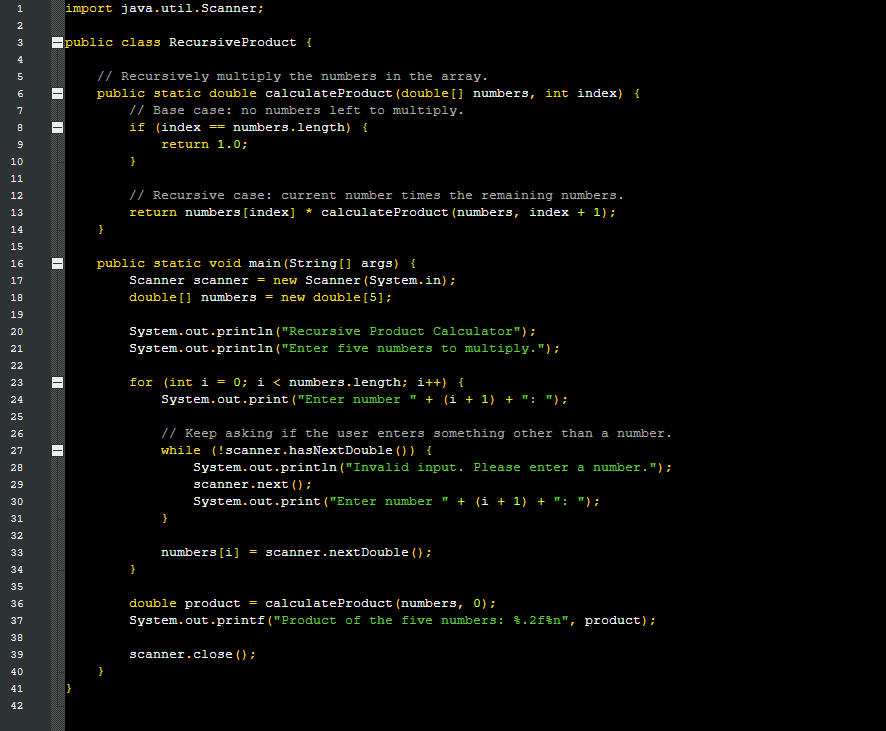 1 import java.util.Scanner;
2
3 public class RecursiveProduct {
4
5     // Recursively multiply the numbers in the array.
6     public static double calculateProduct(double[] numbers, int index) {
7         // Base case: no numbers left to multiply.
8         if (index == numbers.length) {
9             return 1.0;
10         }
11
12         // Recursive case: current number times the remaining numbers.
13         return numbers[index] * calculateProduct(numbers, index + 1);
14     }
15
16     public static void main(String[] args) {
17         Scanner scanner = new Scanner(System.in);
18         double[] numbers = new double[5];
19
20         System.out.println("Recursive Product Calculator");
21         System.out.println("Enter five numbers to multiply.");
22
23         for (int i = 0; i < numbers.length; i++) {
24             System.out.print("Enter number " + (i + 1) + ": ");
25
26             // Keep asking if the user enters something other than a number.
27             while (!scanner.hasNextDouble()) {
28                 System.out.println("Invalid input. Please enter a number.");
29                 scanner.next();
30                 System.out.print("Enter number " + (i + 1) + ": ");
31             }
32
33             numbers[i] = scanner.nextDouble();
34         }
35
36         double product = calculateProduct(numbers, 0);
37         System.out.printf("Product of the five numbers: %.2f%n", product);
38
39         scanner.close();
40     }
41 }
42